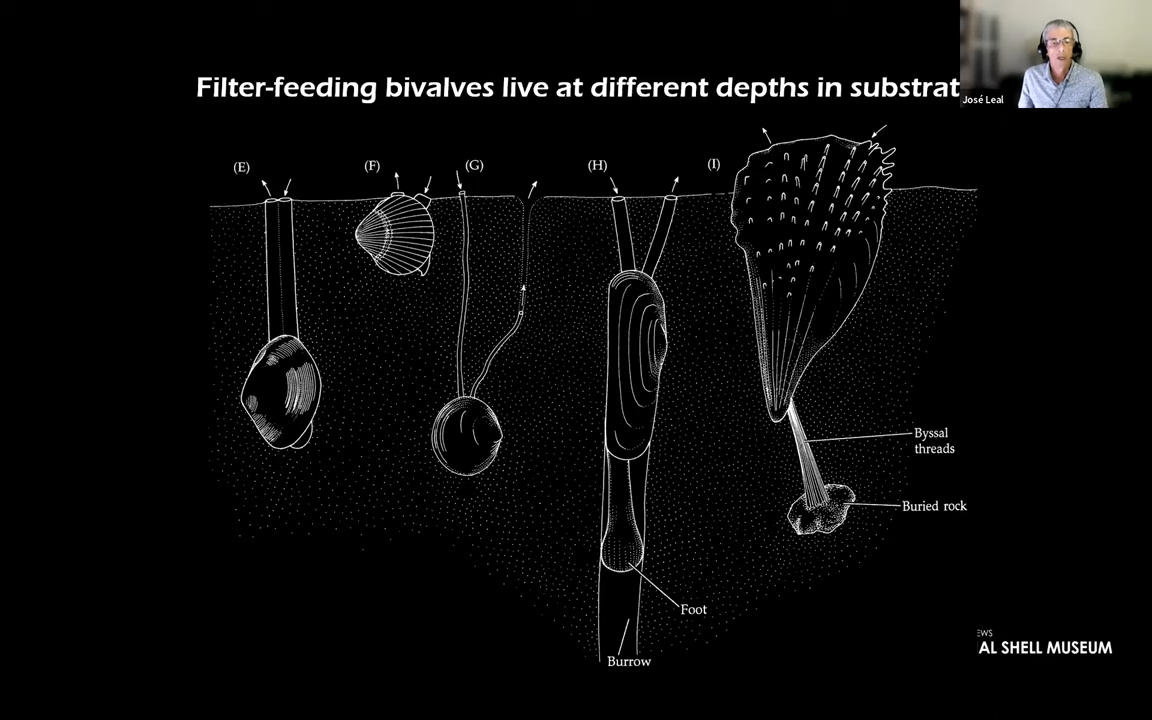 Filter-feeding bivalves live at different depths in substrat
José Leal
(E)
(F)
(G)
(H)
(I)
Byssal
threads
Buried rock
Foot
Burrow
EWS
AL SHELL MUSEUM